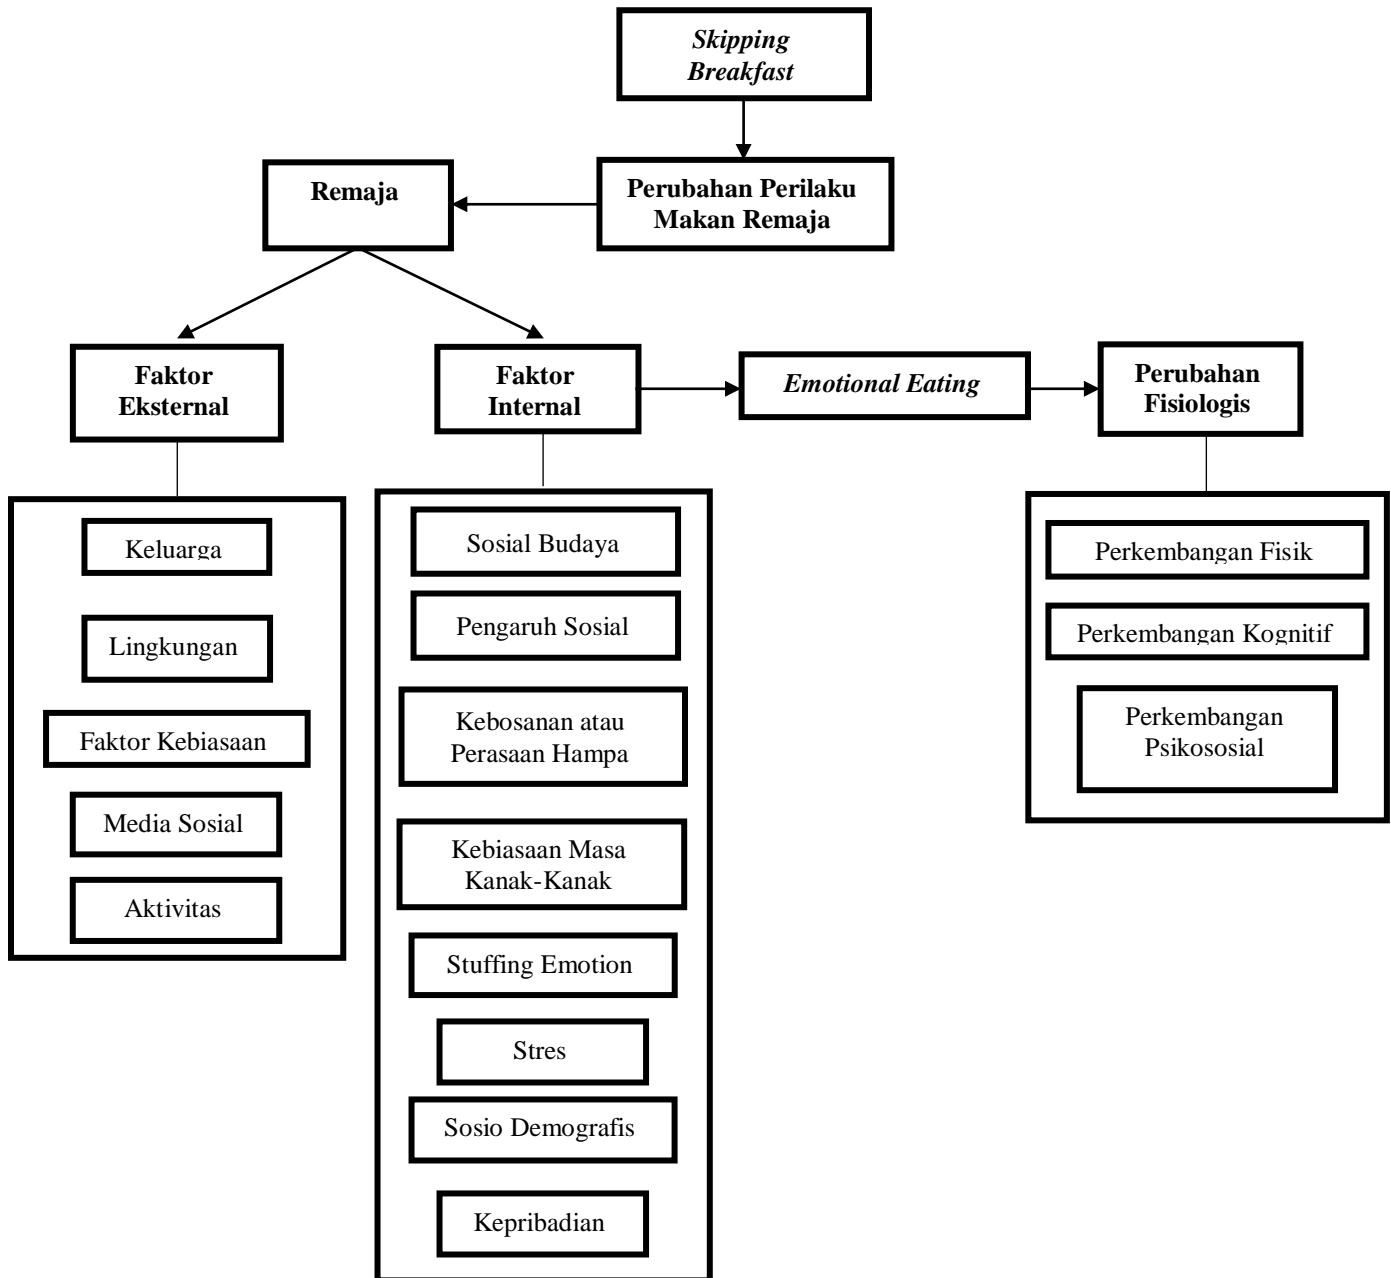 Skipping
Breakfast
Remaja
Perubahan Perilaku
Makan Remaja
Faktor
Eksternal
Faktor
Internal
Emotional Eating
Perubahan
Fisiologis
Keluarga
Lingkungan
Faktor Kebiasaan
Media Sosial
Aktivitas
Sosial Budaya
Pengaruh Sosial
Kebosanan atau
Perasaan Hampa
Kebiasaan Masa
Kanak-Kanak
Stuffing Emotion
Stres
Sosio Demografis
Kepribadian
Perkembangan Fisik
Perkembangan Kognitif
Perkembangan
Psikososial